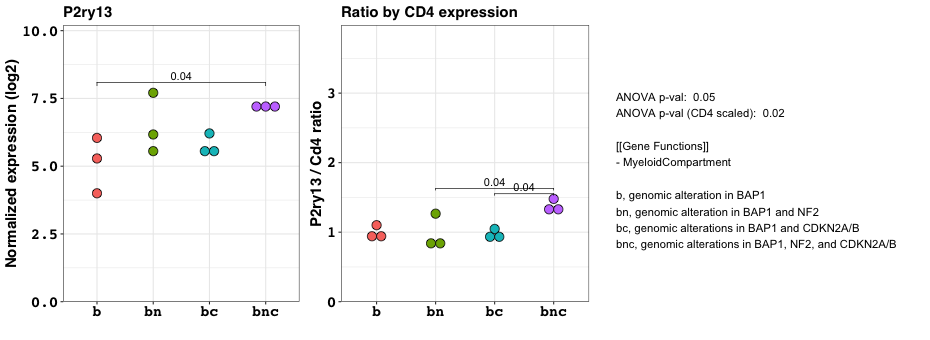 P2ry13
Normalized expression (log2)
10.0
7.5
5.0
2.5
0.0
0.04
b bn bc bnc
Ratio by CD4 expression
P2ry13 / Cd4 ratio
3
2
1
0
0.04
0.04
b bn bc bnc
ANOVA p-val: 0.05
ANOVA p-val (CD4 scaled): 0.02
[[Gene Functions]]
- MyeloidCompartment
b, genomic alteration in BAP1
bn, genomic alteration in BAP1 and NF2
bc, genomic alterations in BAP1 and CDKN2A/B
bnc, genomic alterations in BAP1, NF2, and CDKN2A/B